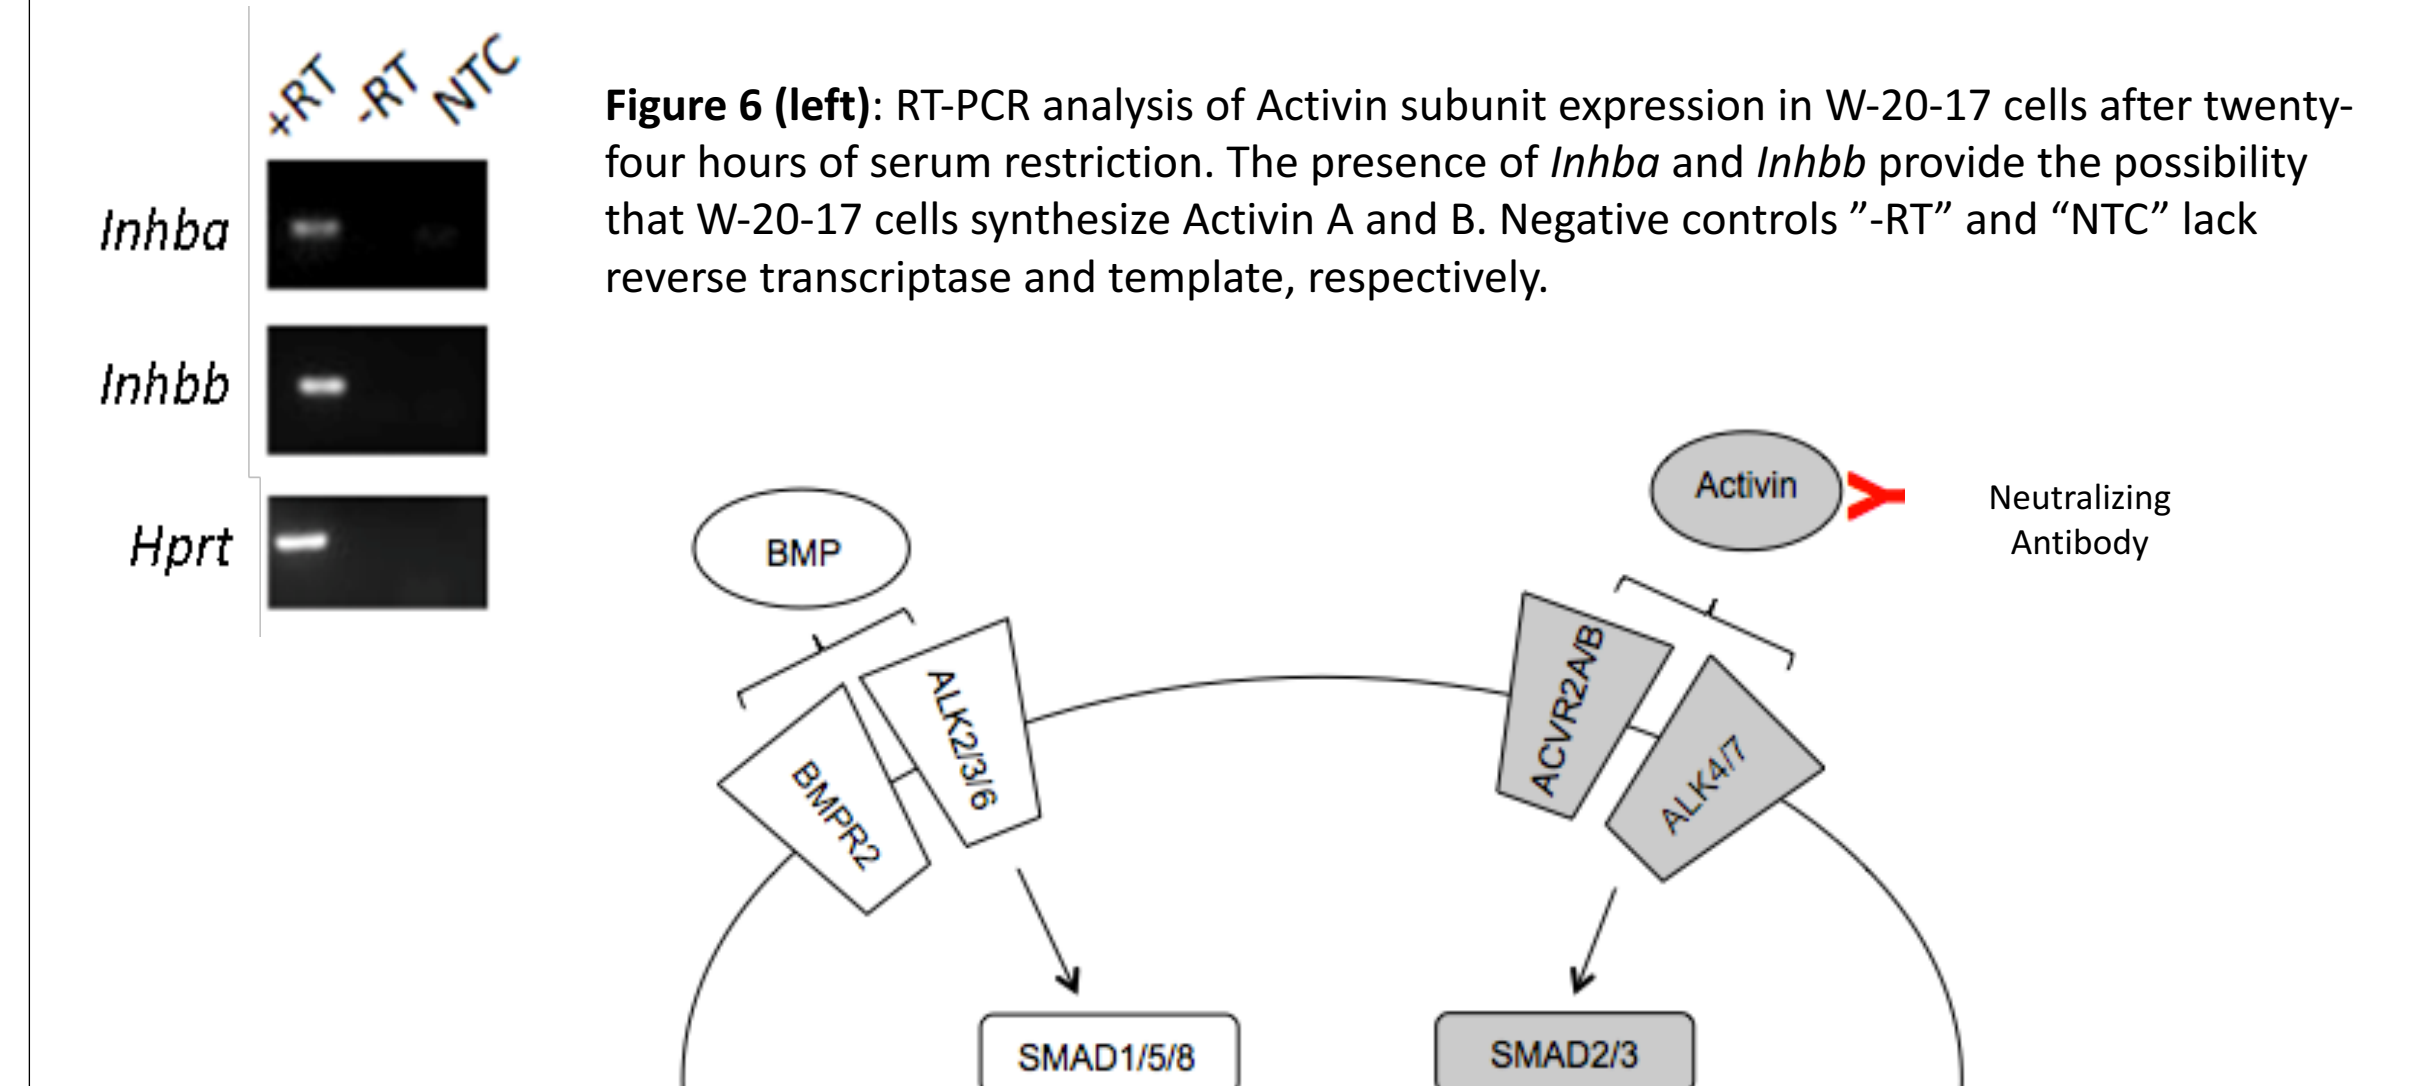 +RT -RT NTC
Figure 6 (left): RT-PCR analysis of Activin subunit expression in W-20-17 cells after twenty-
four hours of serum restriction. The presence of Inhba and Inhbb provide the possibility
that W-20-17 cells synthesize Activin A and B. Negative controls ”-RT” and “NTC” lack
reverse transcriptase and template, respectively.
Inhba
Inhbb
Hprt
Activin
Neutralizing
Antibody
BMP
BMPR2
ALK2/3/6
ACVR2A/B
ALK4/7
SMAD1/5/8
SMAD2/3